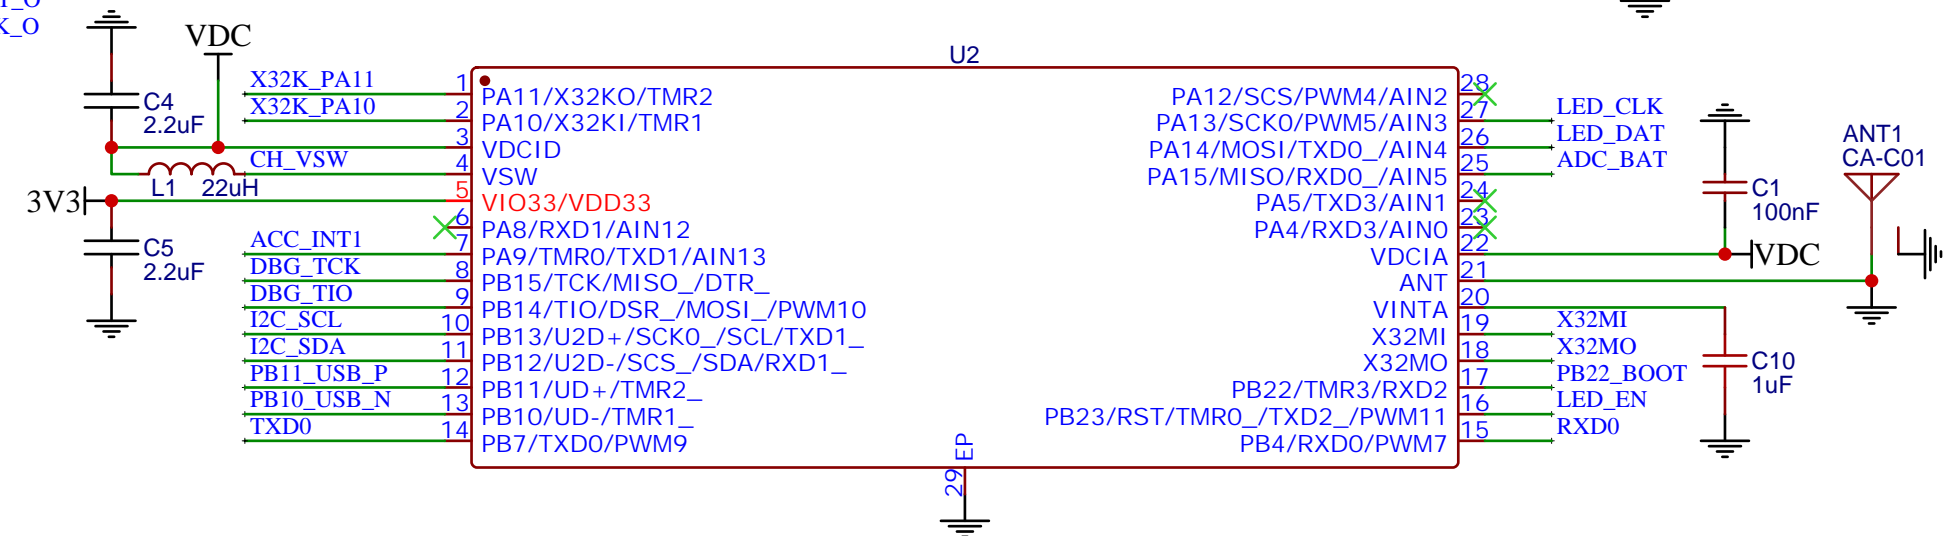 K_O
VDC
U2
X32K_PA11
1
PA11/X32KO/TMR2
X32K_PA10
2
PA10/X32KI/TMR1
C4
2.2uF
3
VDCID
CH_VSW
4
VSW
L1 22uH
3V3
5
VIO33/VDD33
6
PA8/RXD1/AIN12
C5
2.2uF
ACC_INT1
7
PA9/TMR0/TXD1/AIN13
DBG_TCK
8
PB15/TCK/MISO_/DTR_
DBG_TIO
9
PB14/TIO/DSR_/MOSI_/PWM10
I2C_SCL
10
PB13/U2D+/SCK0_/SCL/TXD1_
I2C_SDA
11
PB12/U2D-/SCS_/SDA/RXD1_
PB11_USB_P
12
PB11/UD+/TMR2_
PB10_USB_N
13
PB10/UD-/TMR1_
TXD0
14
PB7/TXD0/PWM9
EP
29
28
PA12/SCS/PWM4/AIN2
27
LED_CLK
PA13/SCK0/PWM5/AIN3
26
LED_DAT
PA14/MOSI/TXD0_/AIN4
25
ADC_BAT
PA15/MISO/RXD0_/AIN5
24
PA5/TXD3/AIN1
23
PA4/RXD3/AIN0
22
VDCIA
VDC
21
ANT
20
VINTA
19
X32MI
X32MI
18
X32MO
X32MO
17
PB22_BOOT
PB22/TMR3/RXD2
16
LED_EN
PB23/RST/TMR0_/TXD2_/PWM11
15
RXD0
PB4/RXD0/PWM7
C1
100nF
ANT1
CA-C01
C10
1uF